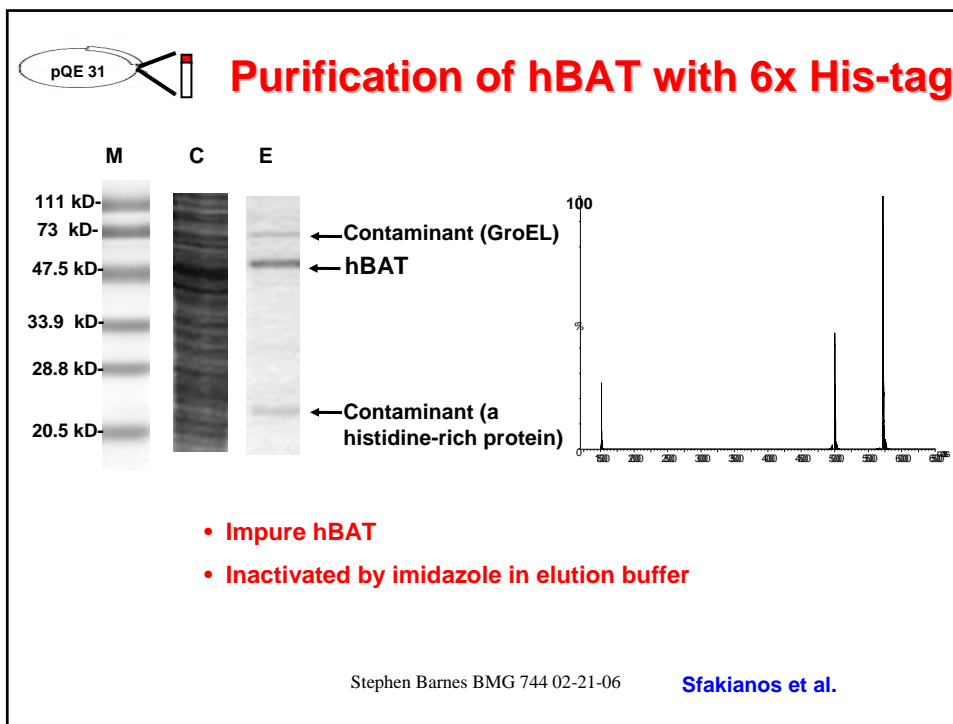 pQE 31
Purification of hBAT with 6x His-tag
M C E
111 kD-
73 kD-
47.5 kD-
33.9 kD-
28.8 kD-
20.5 kD-
Contaminant (GroEL)
hBAT
Contaminant (a
histidine-rich protein)
100
%
0
• Impure hBAT
• Inactivated by imidazole in elution buffer
Stephen Barnes BMG 744 02-21-06
Sfakianos et al.